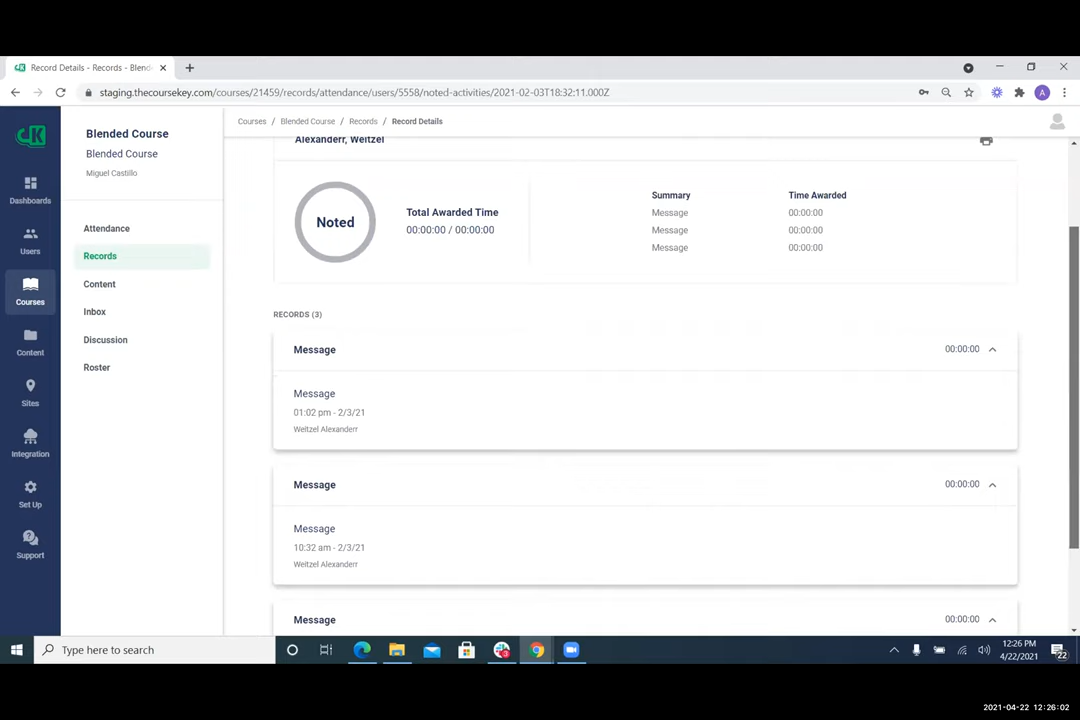 Record Details - Records - Blend
staging.thecoursekey.com/courses/21459/records/attendance/users/5558/noted-activities/2021-02-03T18:32:11.000Z
A
CK
Dashboards
Users
Courses
Content
Sites
Integration
Set Up
Support
Blended Course
Blended Course
Miguel Castillo
Attendance
Records
Content
Inbox
Discussion
Roster
Courses / Blended Course / Records / Record Details
Alexanderr, Weitzel
Noted
Total Awarded Time
00:00:00 / 00:00:00
Summary Time Awarded
Message 00:00:00
Message 00:00:00
Message 00:00:00
RECORDS (3)
Message 00:00:00
Message
01:02 pm - 2/3/21
Weitzel Alexanderr
Message 00:00:00
Message
10:32 am - 2/3/21
Weitzel Alexanderr
Message 00:00:00
Type here to search
12:26 PM
4/22/2021
22
2021-04-22 12:26:02